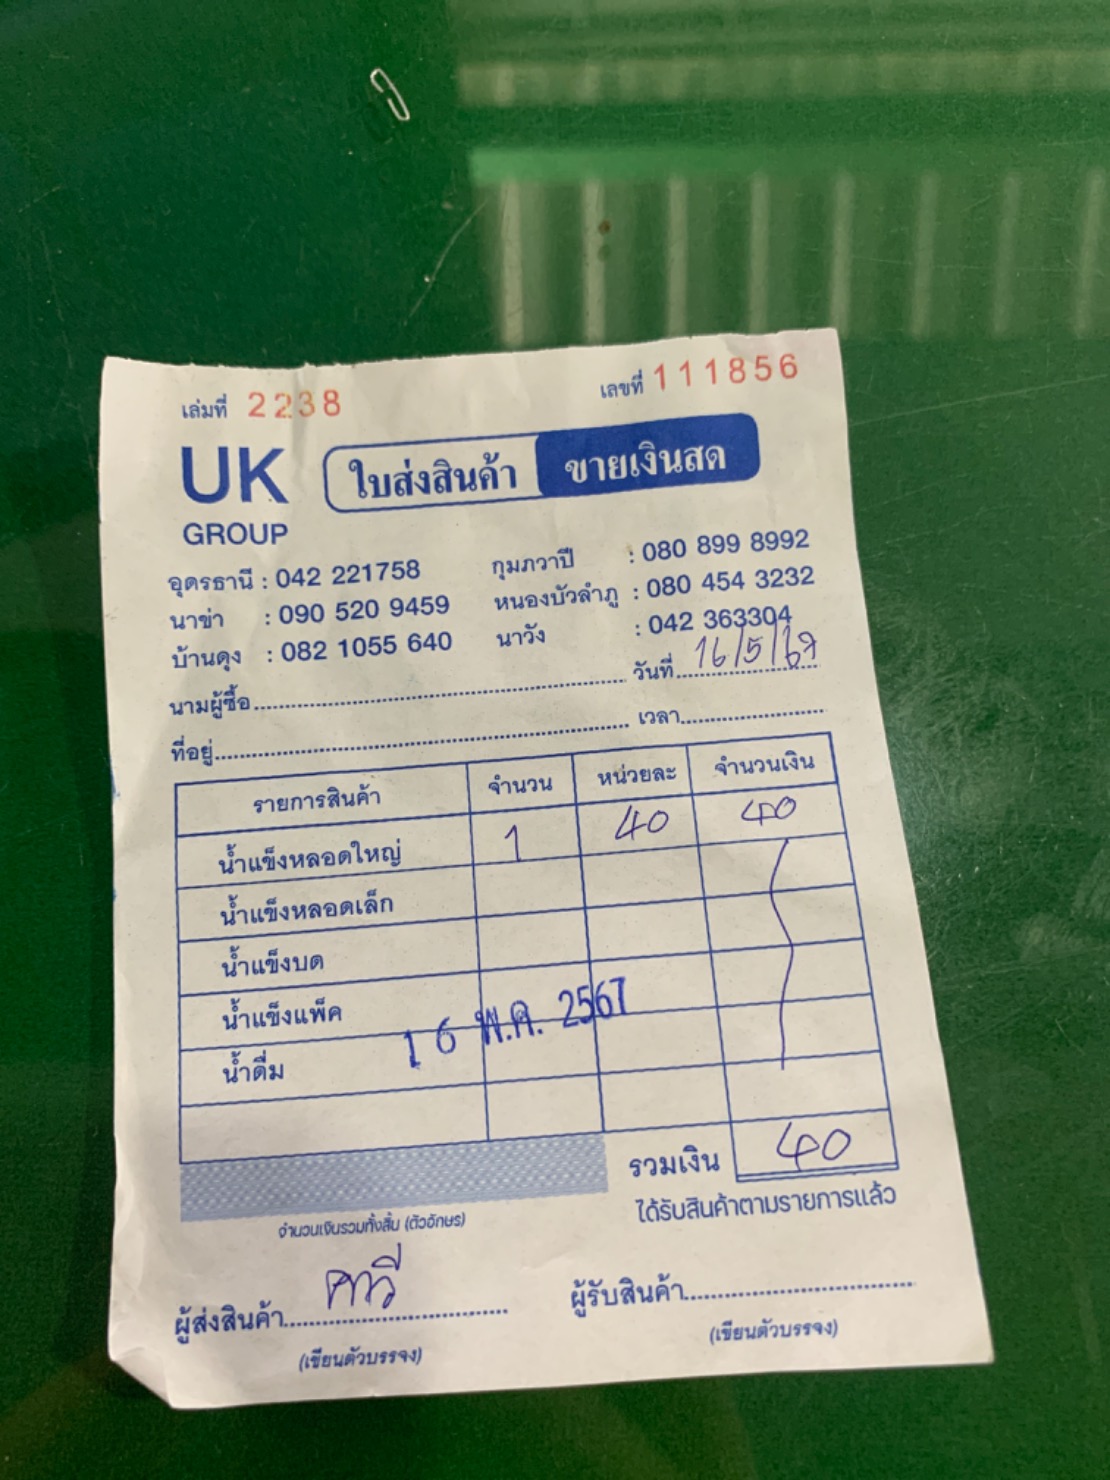 เล่มที่ 2238 เลขที่ 111856
UK GROUP ใบส่งสินค้า ขายเงินสด
อุดรธานี : 042 221758 กุมภวาปี : 080 899 8992
นาข่า : 090 520 9459 หนองบัวลำภู : 080 454 3232
บ้านดุง : 082 1055 640 นาวัง : 042 363304
นามผู้ซื้อ วันที่ 16/5/67
ที่อยู่ เวลา
รายการสินค้า จำนวน หน่วยละ จำนวนเงิน
น้ำแข็งหลอดใหญ่ 1 40 40
น้ำแข็งหลอดเล็ก
น้ำแข็งบด
น้ำแข็งแพ็ค
16 พ.ค. 2567
น้ำดื่ม
รวมเงิน 40
จำนวนเงินรวมทั้งสิ้น (ตัวอักษร) ได้รับสินค้าตามรายการแล้ว
ผู้ส่งสินค้า ผู้รับสินค้า
(เขียนตัวบรรจง) (เขียนตัวบรรจง)